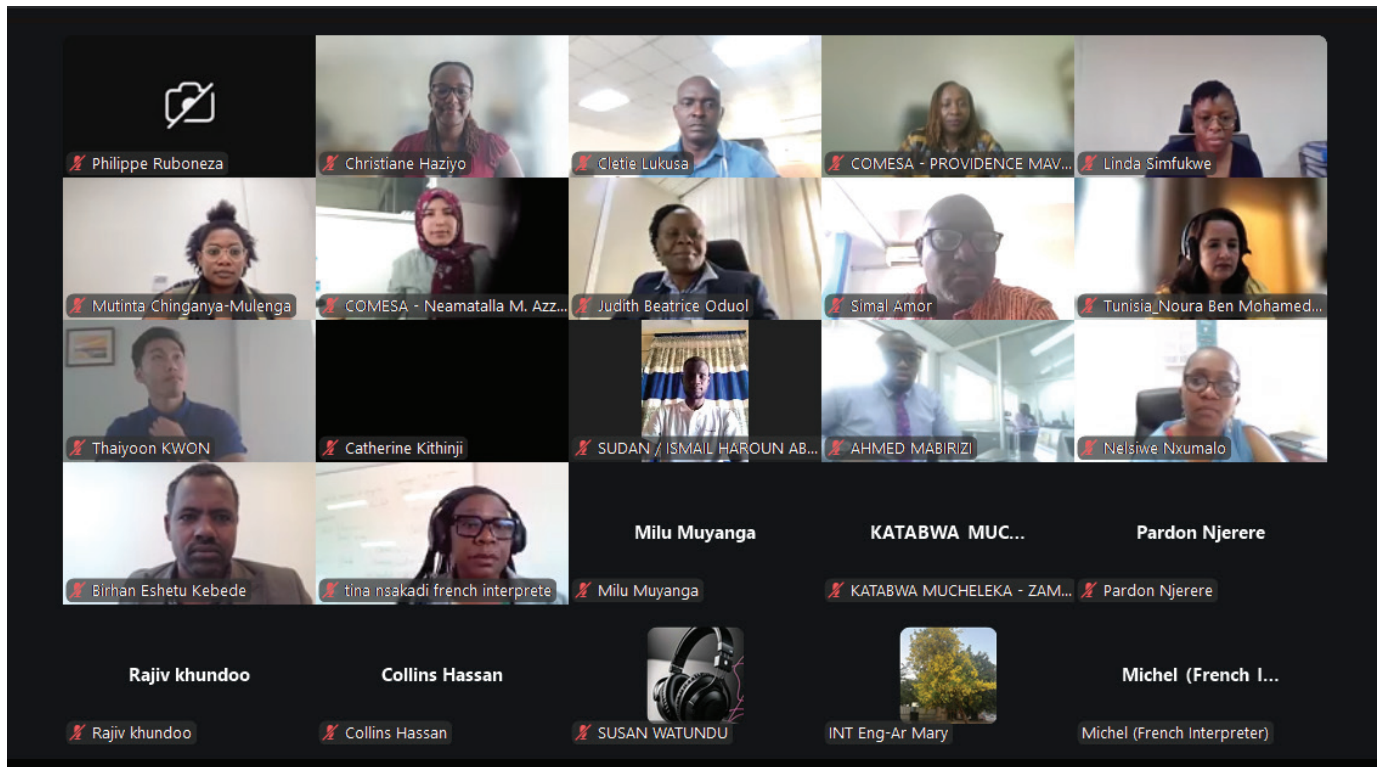 Philippe Ruboneza
Christiane Haziyo
Cletie Lukusa
COMESA - PROVIDENCE MAV...
Linda Simfukwe
Mutinta Chinganya-Mulenga
COMESA - Neamatalla M. Azz...
Judith Beatrice Oduol
Simal Amor
Tunisia_Noura Ben Mohamed...
Thaiyoon KWON
Catherine Kithinji
SUDAN / ISMAIL HAROUN AB...
AHMED MABIRIZI
Nelsiwe Nxumalo
Birhan Eshetu Kebede
tina nsakadi french interprete
Milu Muyanga
Milu Muyanga
KATABWA MUC...
KATABWA MUCHELEKA - ZAM...
Pardon Njerere
Pardon Njerere
Rajiv khundoo
Rajiv khundoo
Collins Hassan
Collins Hassan
SUSAN WATUNDU
INT Eng-Ar Mary
Michel (French I...
Michel (French Interpreter)